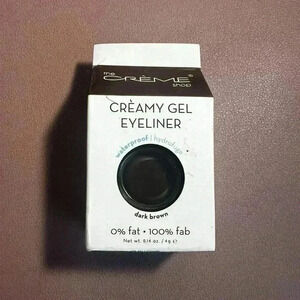 the
CRÈME®
shop
CRÈAMY GEL
EYELINER
waterproof | hydrofuge
dark brown
0% fat • 100% fab
Net wt. 0.14 oz. / 4g ℮